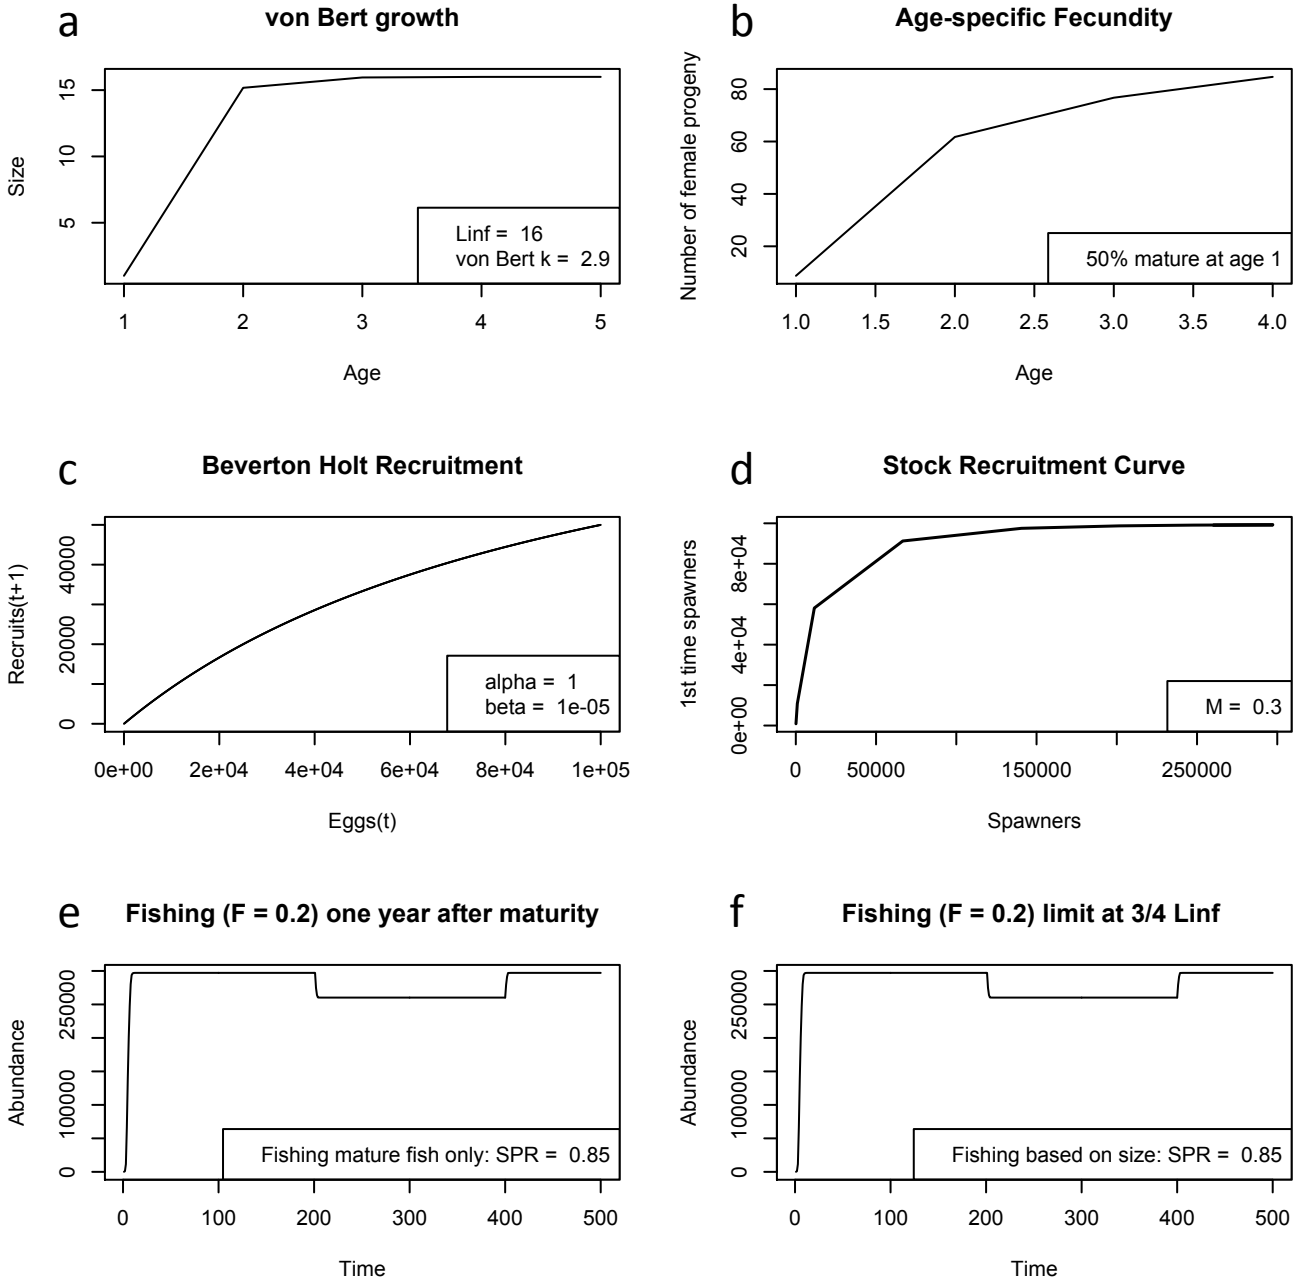 a
von Bert growth
Size
5
10
15
Linf = 16
von Bert k = 2.9
1 2 3 4 5
Age
b
Age-specific Fecundity
Number of female progeny
20
40
60
80
50% mature at age 1
1.0 1.5 2.0 2.5 3.0 3.5 4.0
Age
c
Beverton Holt Recruitment
Recruits(t+1)
0
20000
40000
alpha = 1
beta = 1e-05
0e+00 2e+04 4e+04 6e+04 8e+04 1e+05
Eggs(t)
d
Stock Recruitment Curve
1st time spawners
0e+00
4e+04
8e+04
M = 0.3
0 50000 150000 250000
Spawners
e
Fishing (F = 0.2) one year after maturity
Abundance
0
100000
250000
Fishing mature fish only: SPR = 0.85
0 100 200 300 400 500
Time
f
Fishing (F = 0.2) limit at 3/4 Linf
Abundance
0
100000
250000
Fishing based on size: SPR = 0.85
0 100 200 300 400 500
Time